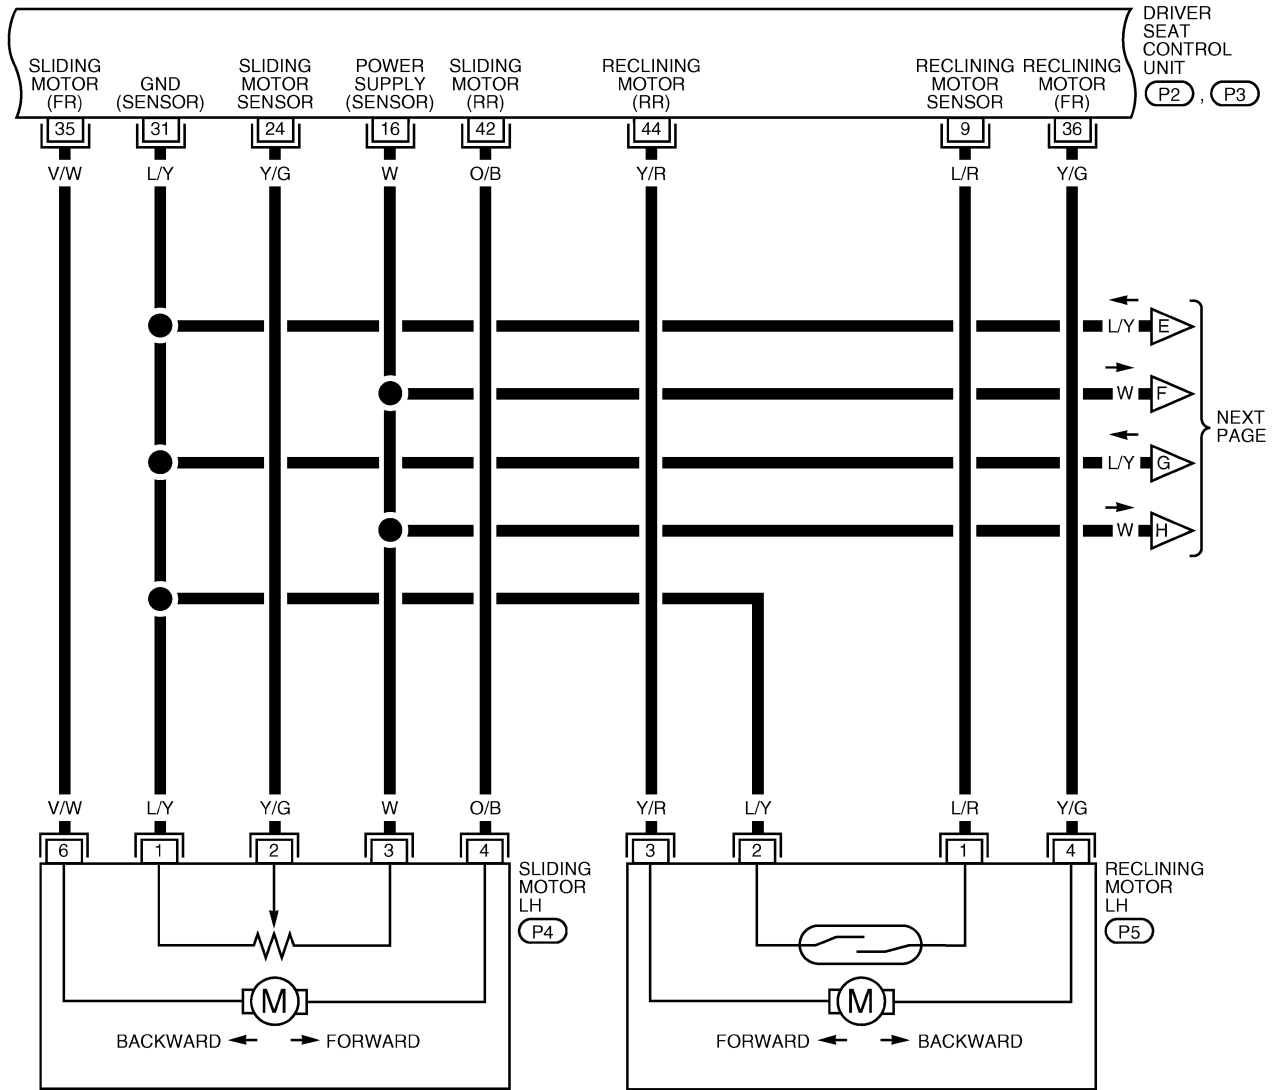 DRIVER
SEAT
CONTROL
UNIT
P2 , P3
SLIDING
MOTOR
(FR)
GND
(SENSOR)
SLIDING
MOTOR
SENSOR
POWER
SUPPLY
(SENSOR)
SLIDING
MOTOR
(RR)
RECLINING
MOTOR
(RR)
RECLINING
MOTOR
SENSOR
RECLINING
MOTOR
(FR)
35 31 24 16 42 44 9 36
V/W L/Y Y/G W O/B Y/R L/R Y/G
L/Y E
W F
L/Y G
W H
NEXT
PAGE
V/W L/Y Y/G W O/B Y/R L/Y L/R Y/G
6 1 2 3 4 3 2 1 4
SLIDING
MOTOR
LH
P4
RECLINING
MOTOR
LH
P5
M M
BACKWARD FORWARD FORWARD BACKWARD